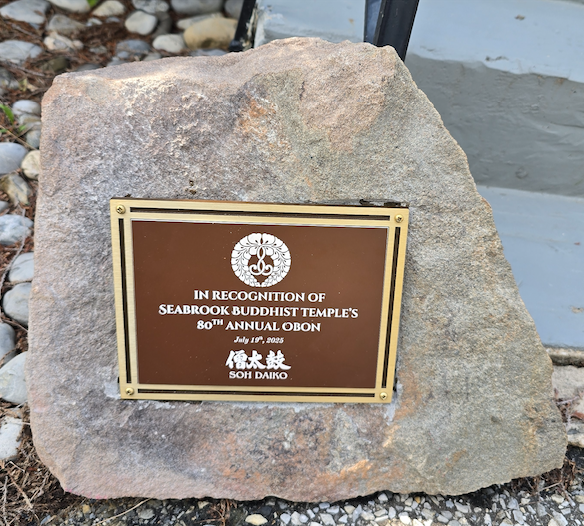 IN RECOGNITION OF
SEABROOK BUDDHIST TEMPLE'S
80TH ANNUAL OBON
July 19th, 2025
僧太鼓
SOH DAIKO